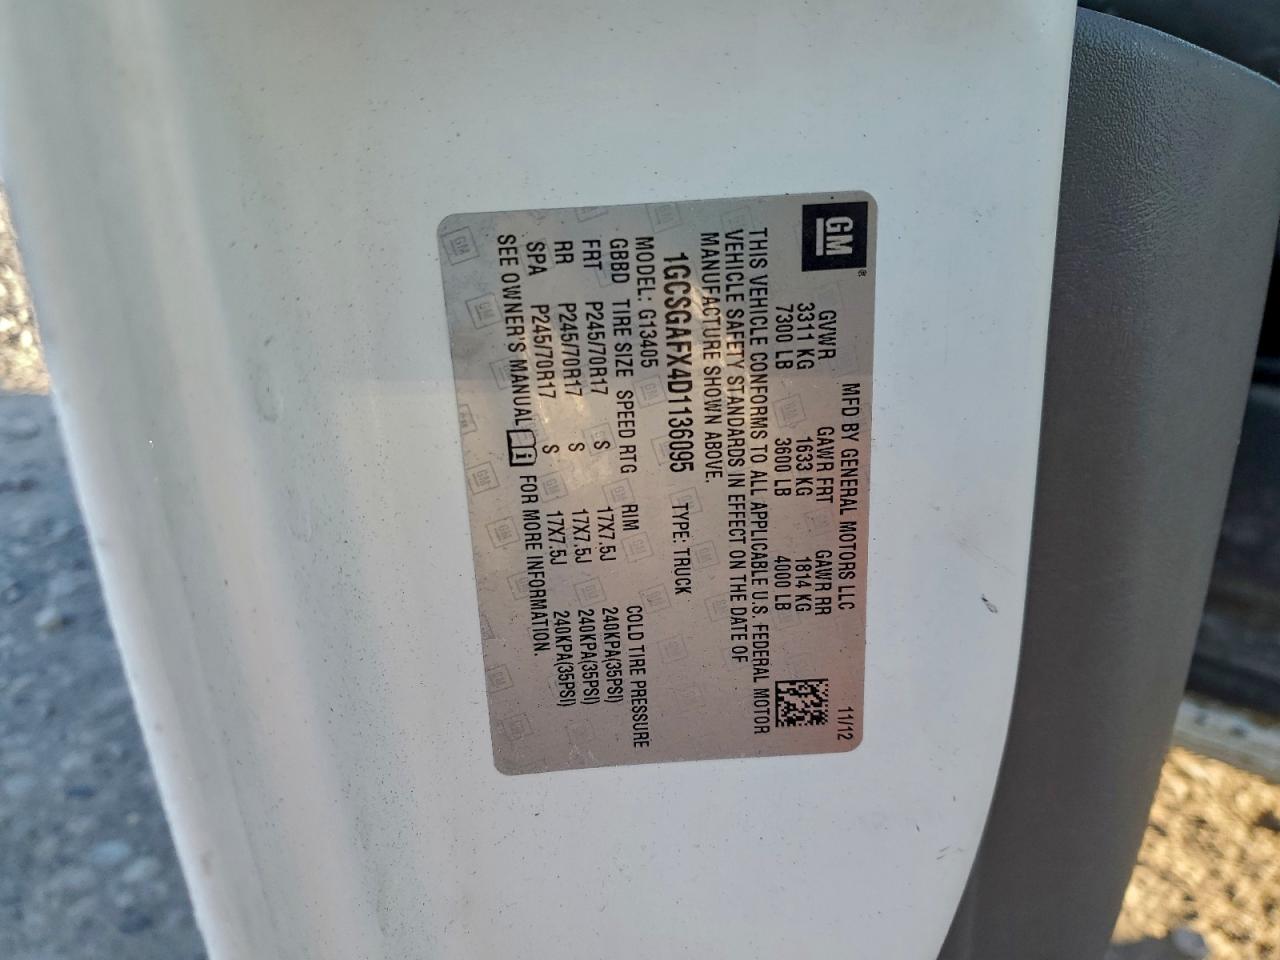 GM®
MFD BY GENERAL MOTORS LLC 11/12
GVWR GAWR FRT GAWR RR
3311 KG 1633 KG 1814 KG
7300 LB 3600 LB 4000 LB
THIS VEHICLE CONFORMS TO ALL APPLICABLE U.S. FEDERAL MOTOR
VEHICLE SAFETY STANDARDS IN EFFECT ON THE DATE OF
MANUFACTURE SHOWN ABOVE.
1GCSGAFX4D1136095 TYPE: TRUCK
MODEL: G13405
GBBD TIRE SIZE SPEED RTG RIM COLD TIRE PRESSURE
FRT P245/70R17 S 17X7.5J 240KPA(35PSI)
RR P245/70R17 S 17X7.5J 240KPA(35PSI)
SPA P245/70R17 S 17X7.5J 240KPA(35PSI)
SEE OWNER'S MANUAL i FOR MORE INFORMATION.